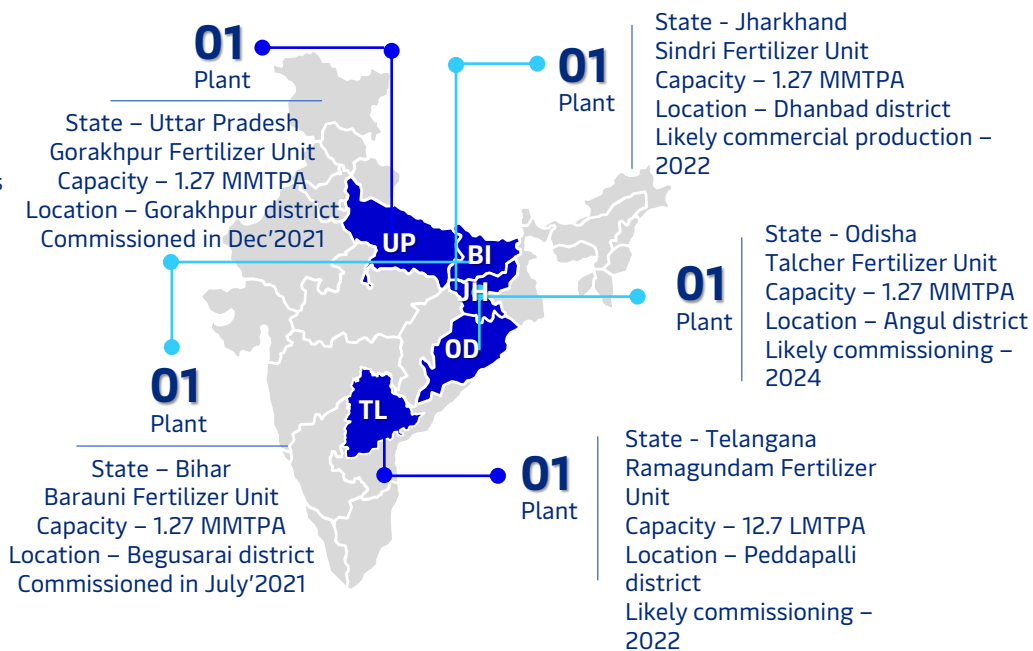 01
Plant
State – Uttar Pradesh
Gorakhpur Fertilizer Unit
Capacity – 1.27 MMTPA
Location – Gorakhpur district
Commissioned in Dec'2021
01
Plant
State - Jharkhand
Sindri Fertilizer Unit
Capacity – 1.27 MMTPA
Location – Dhanbad district
Likely commercial production –
2022
s
UP
BI
JH
OD
TL
01
Plant
State - Odisha
Talcher Fertilizer Unit
Capacity – 1.27 MMTPA
Location – Angul district
Likely commissioning –
2024
01
Plant
State – Bihar
Barauni Fertilizer Unit
Capacity – 1.27 MMTPA
Location – Begusarai district
Commissioned in July'2021
01
Plant
State - Telangana
Ramagundam Fertilizer
Unit
Capacity – 12.7 LMTPA
Location – Peddapalli
district
Likely commissioning –
2022